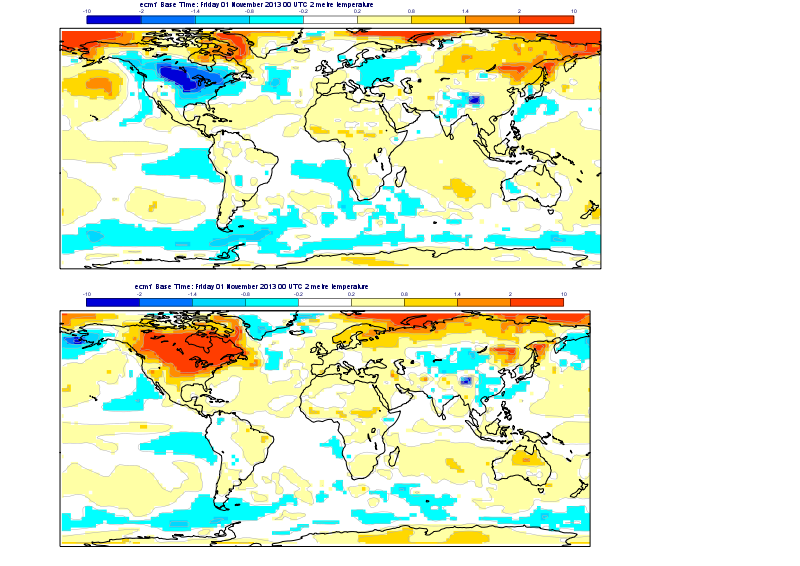 ecmf Base Time: Friday 01 November 2013 00 UTC 2 metre temperature
-10 -2 -1.4 -0.8 -0.2 0.2 0.8 1.4 2 10
ecmf Base Time: Friday 01 November 2013 00 UTC 2 metre temperature
-10 -2 -1.4 -0.8 -0.2 0.2 0.8 1.4 2 10